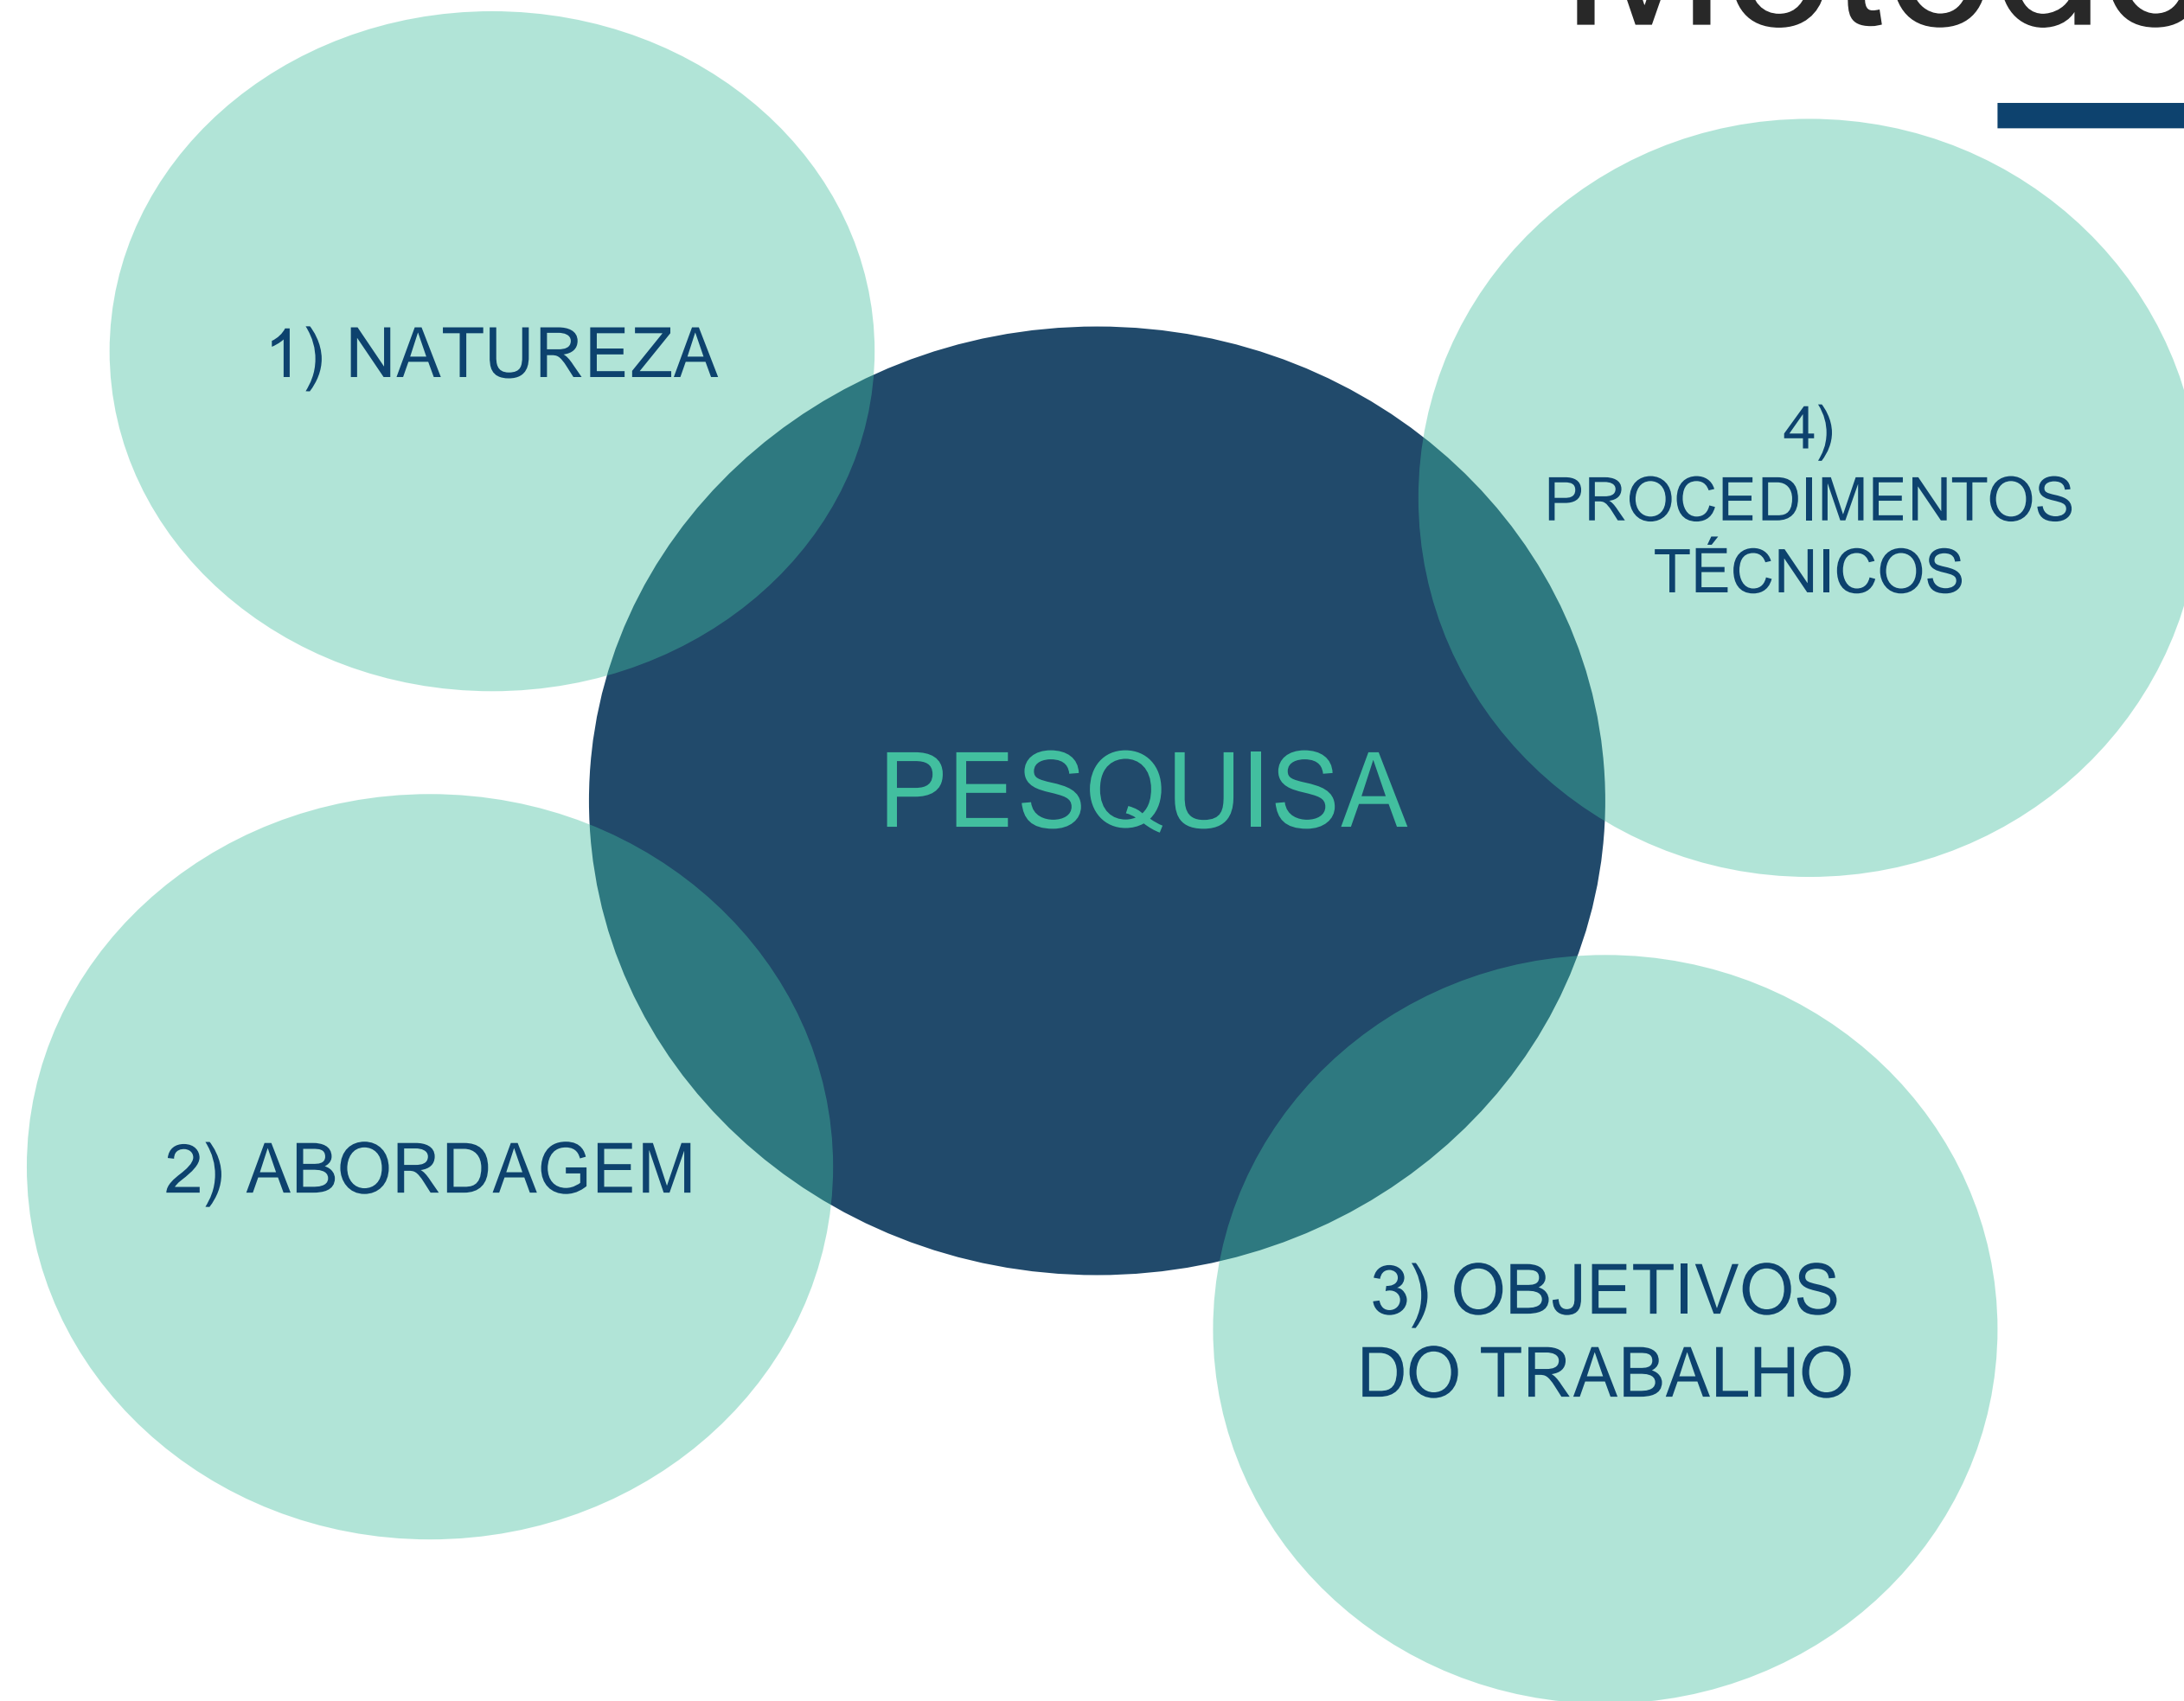 1) NATUREZA
4)
PROCEDIMENTOS
TÉCNICOS
PESQUISA
2) ABORDAGEM
3) OBJETIVOS
DO TRABALHO